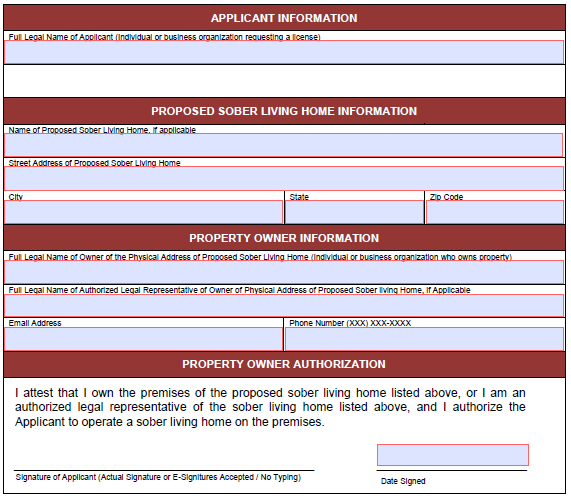 APPLICANT INFORMATION
Full Legal Name of Applicant (individual or business organization requesting a license)
PROPOSED SOBER LIVING HOME INFORMATION
Name of Proposed Sober Living Home, if applicable
Street Address of Proposed Sober Living Home
City State Zip Code
PROPERTY OWNER INFORMATION
Full Legal Name of Owner of the Physical Address of Proposed Sober Living Home (individual or business organization who owns property)
Full Legal Name of Authorized Legal Representative of Owner of Physical Address of Proposed Sober living Home, if Applicable
Email Address Phone Number (XXX) XXX-XXXX
PROPERTY OWNER AUTHORIZATION
I attest that I own the premises of the proposed sober living home listed above, or I am an
authorized legal representative of the sober living home listed above, and I authorize the
Applicant to operate a sober living home on the premises.
Signature of Applicant (Actual Signature or E-Signitures Accepted / No Typing)
Date Signed